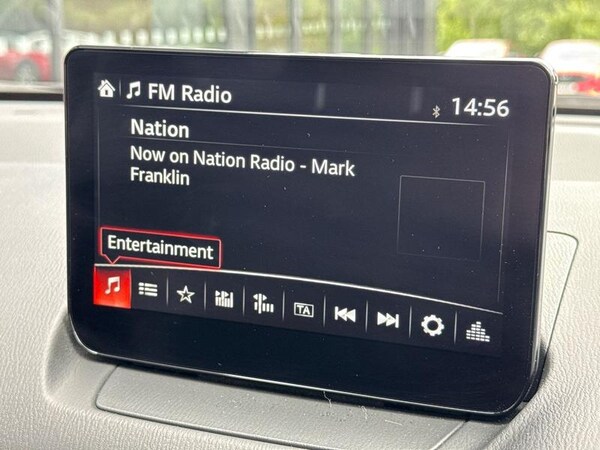 FM Radio
14:56
Nation
Now on Nation Radio - Mark
Franklin
Entertainment
TA